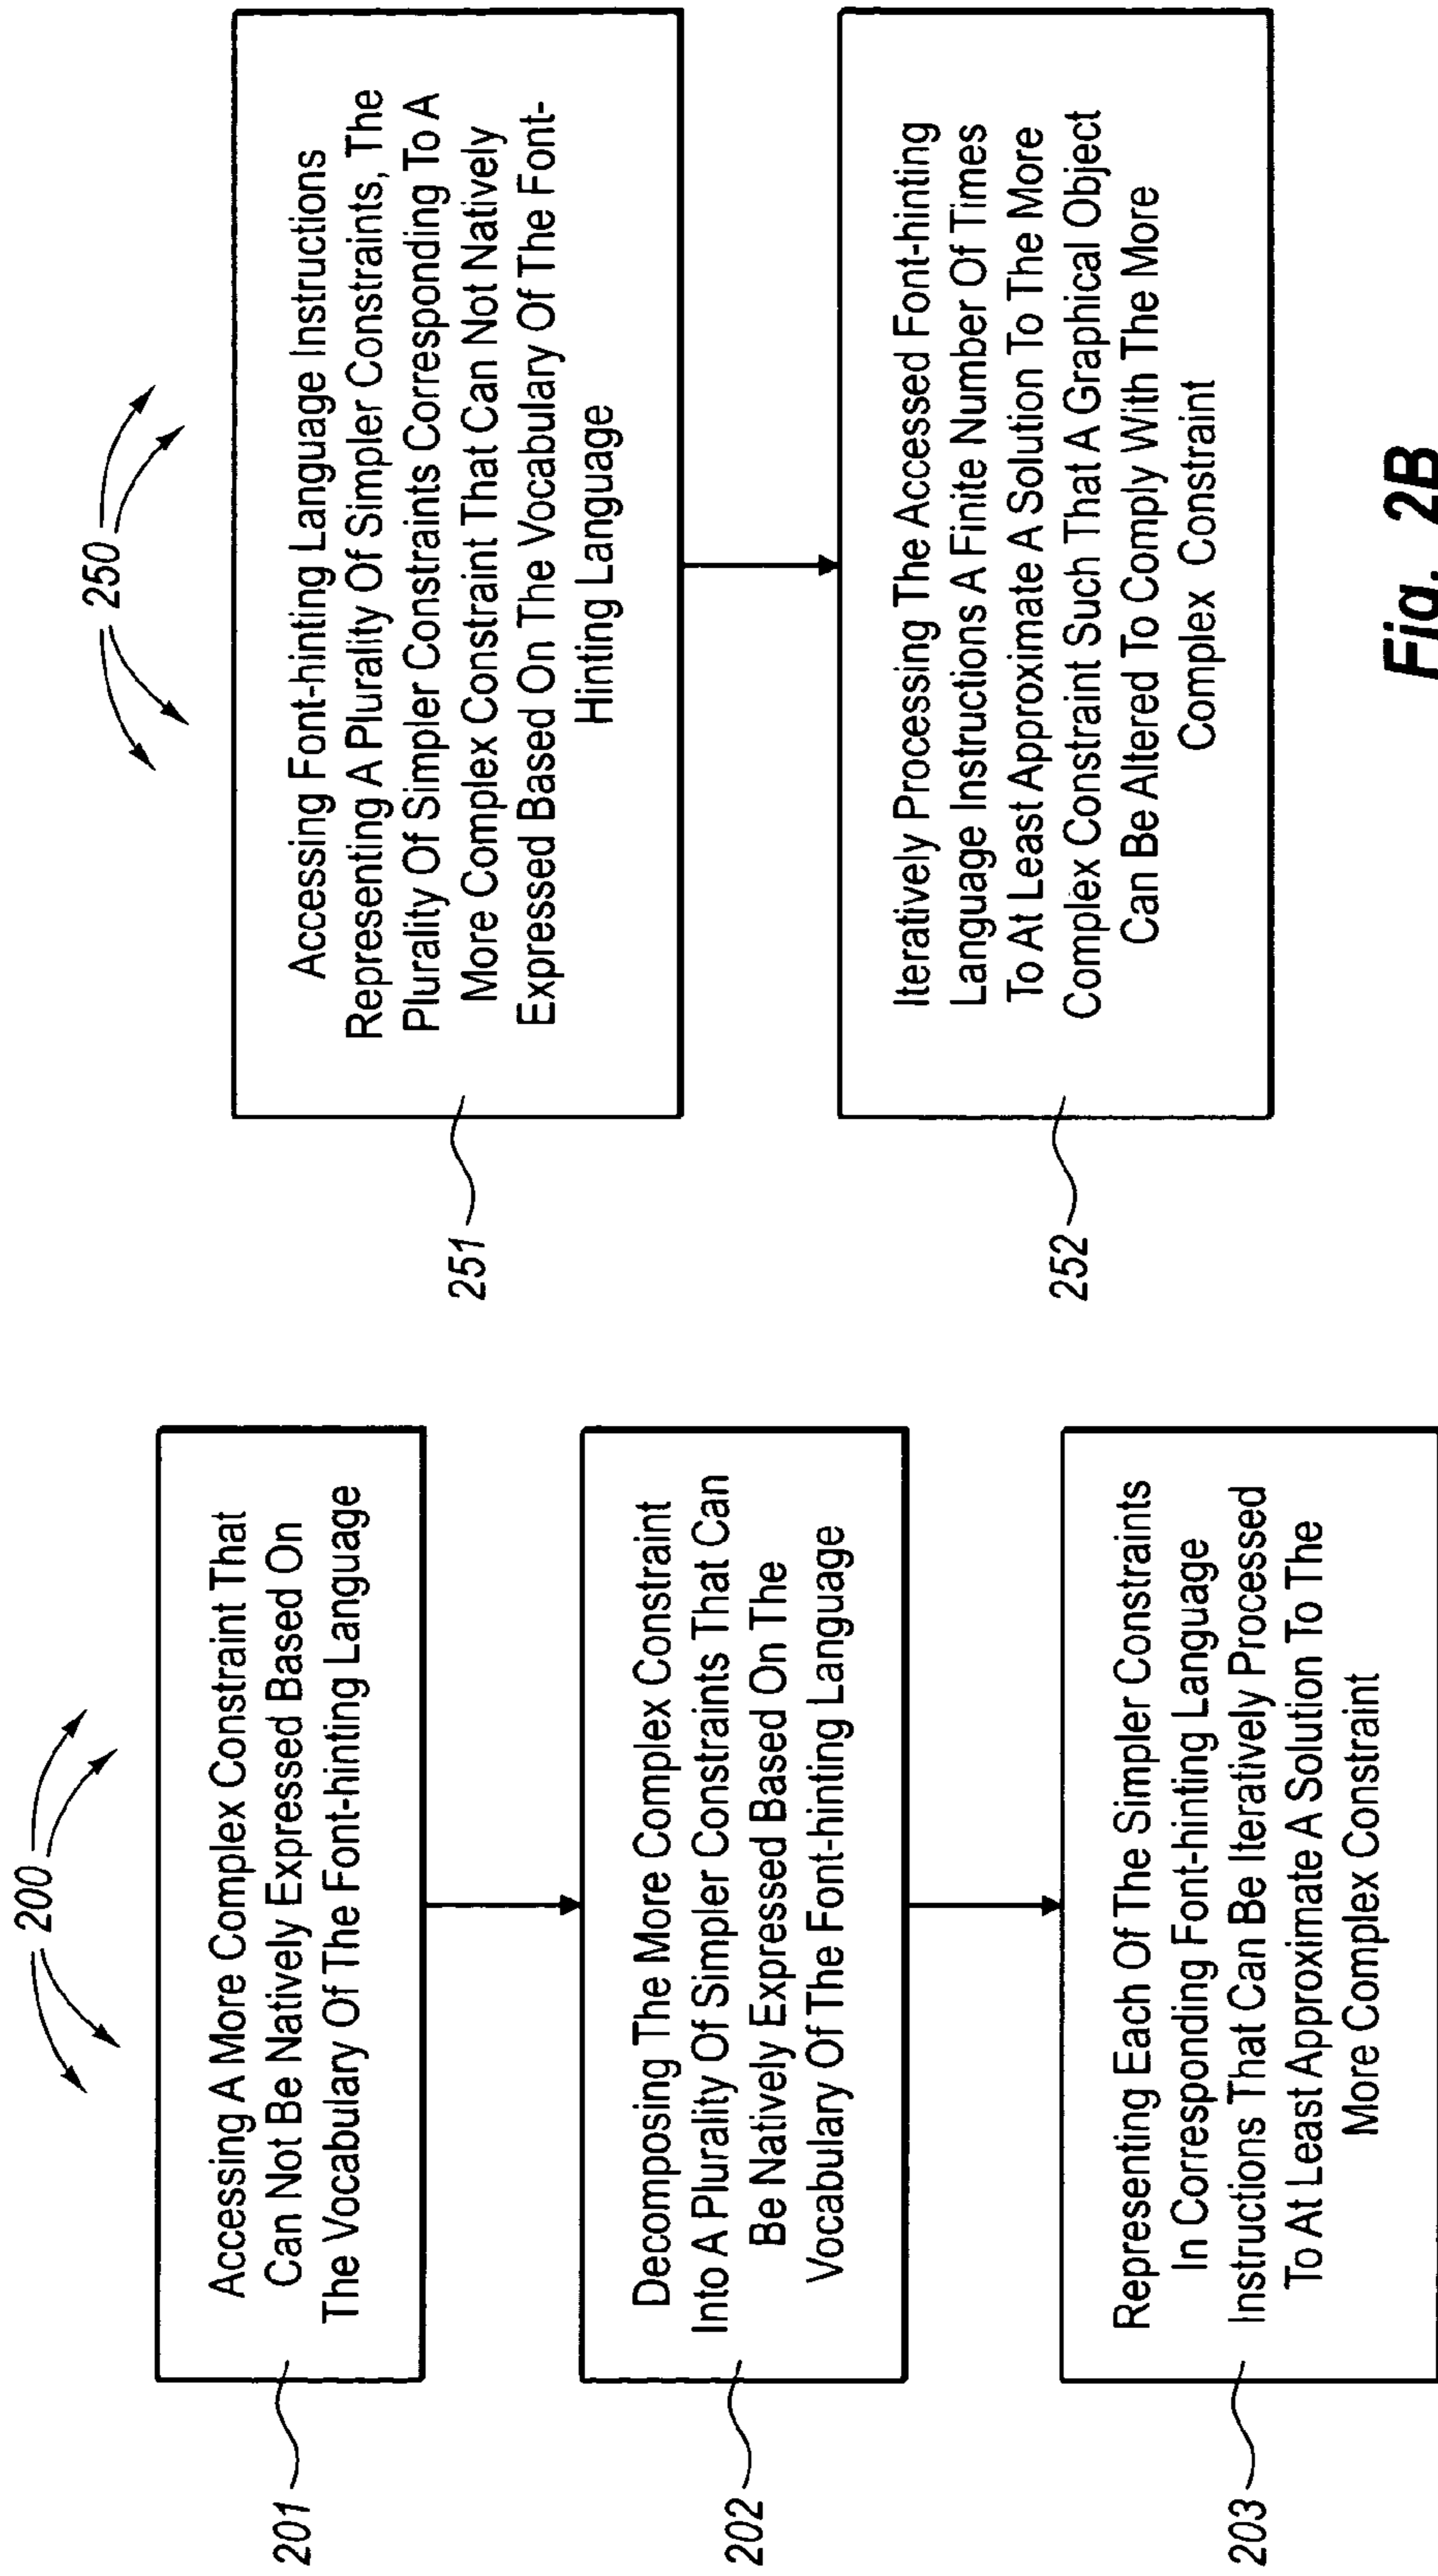 200
201
Accessing A More Complex Constraint That
Can Not Be Natively Expressed Based On
The Vocabulary Of The Font-hinting Language
202
Decomposing The More Complex Constraint
Into A Plurality Of Simpler Constraints That Can
Be Natively Expressed Based On The
Vocabulary Of The Font-hinting Language
203
Representing Each Of The Simpler Constraints
In Corresponding Font-hinting Language
Instructions That Can Be Iteratively Processed
To At Least Approximate A Solution To The
More Complex Constraint
250
251
Accessing Font-hinting Language Instructions
Representing A Plurality Of Simpler Constraints, The
Plurality Of Simpler Constraints Corresponding To A
More Complex Constraint That Can Not Natively
Expressed Based On The Vocabulary Of The Font-
Hinting Language
252
Iteratively Processing The Accessed Font-hinting
Language Instructions A Finite Number Of Times
To At Least Approximate A Solution To The More
Complex Constraint Such That A Graphical Object
Can Be Altered To Comply With The More
Complex Constraint
Fig. 2B